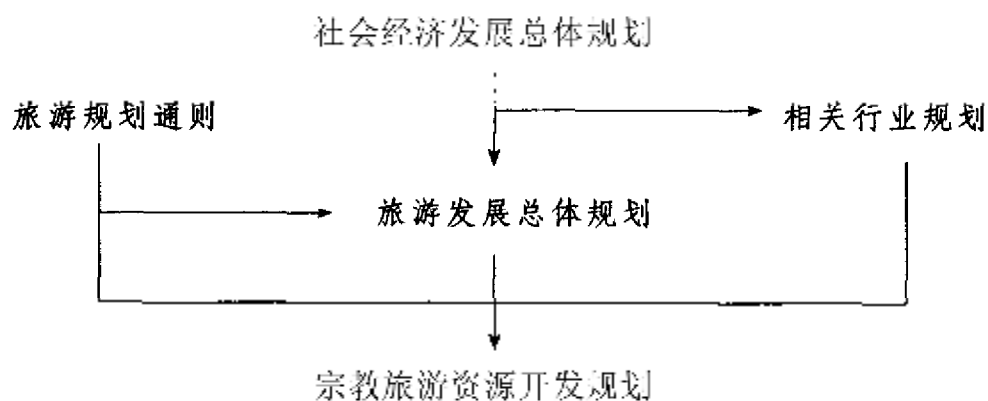 社会经济发展总体规划
旅游规划通则
相关行业规划
旅游发展总体规划
宗教旅游资源开发规划